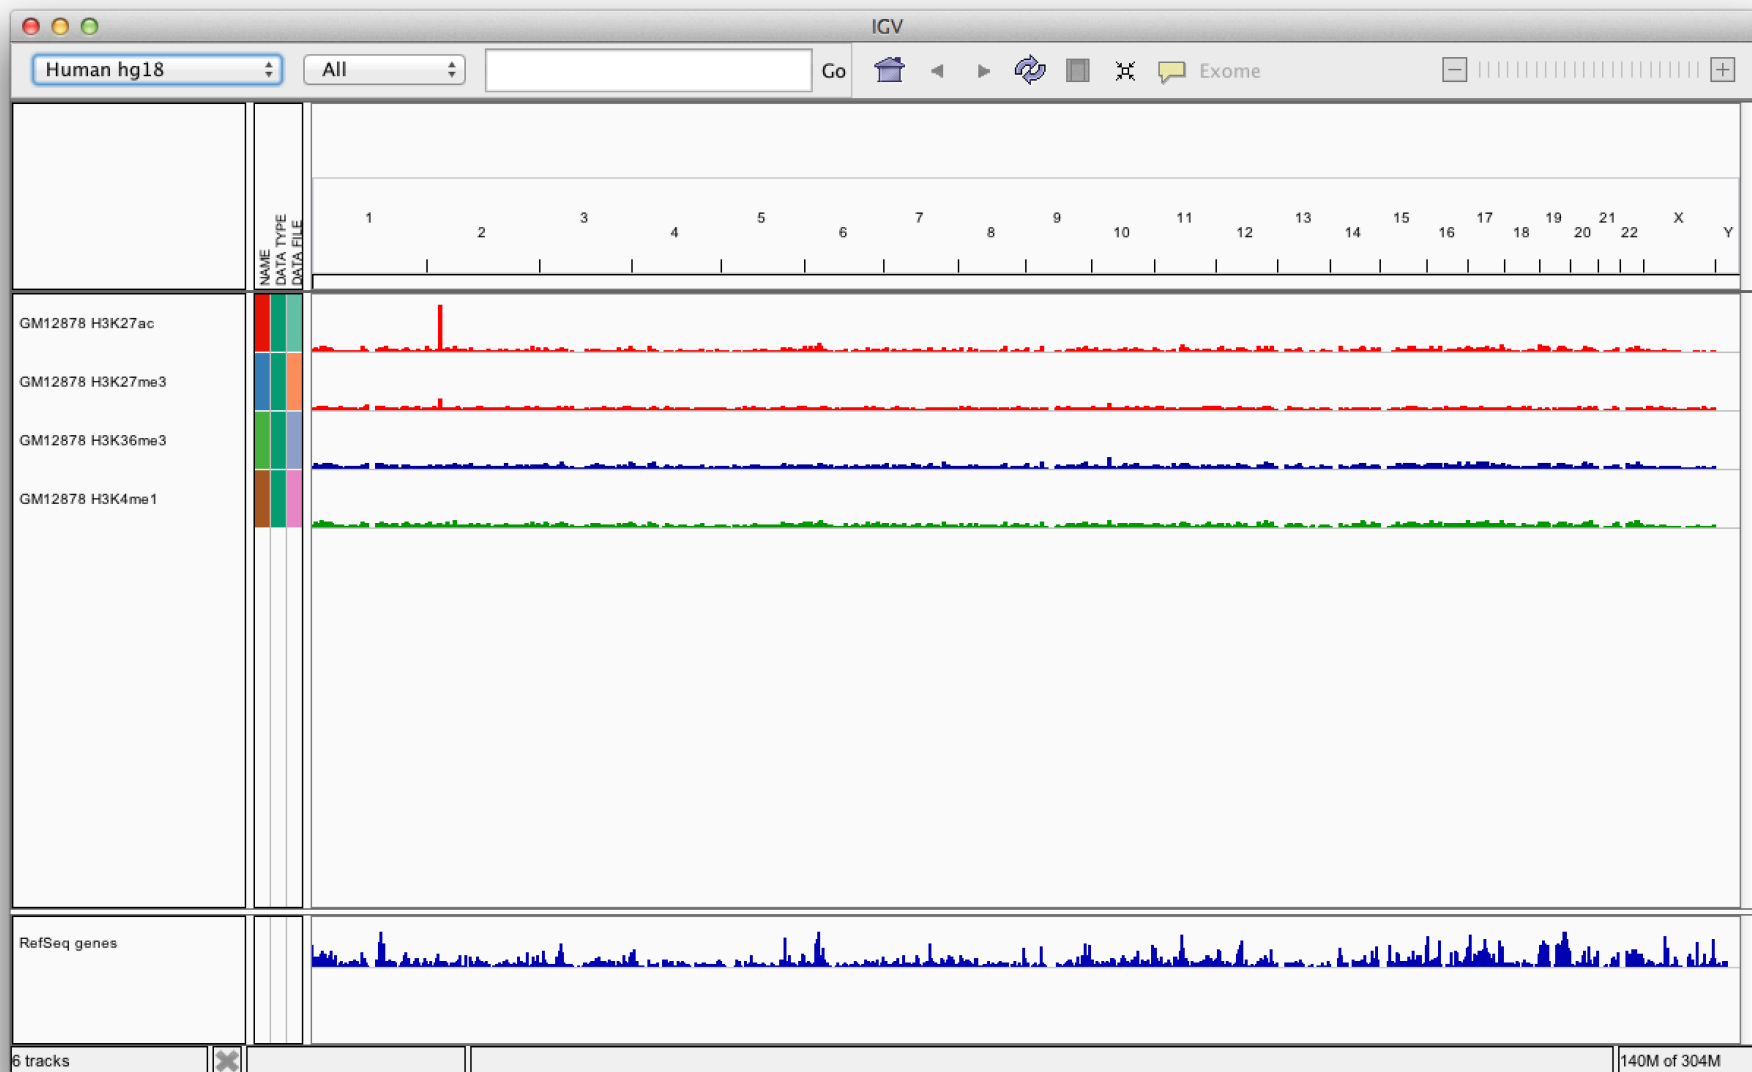 IGV
Human hg18 All Go Exome
1 3 5 7 9 11 13 15 17 19 21 X
2 4 6 8 10 12 14 16 18 20 22 Y
NAME
DATA TYPE
DATA FILE
GM12878 H3K27ac
GM12878 H3K27me3
GM12878 H3K36me3
GM12878 H3K4me1
RefSeq genes
6 tracks 140M of 304M